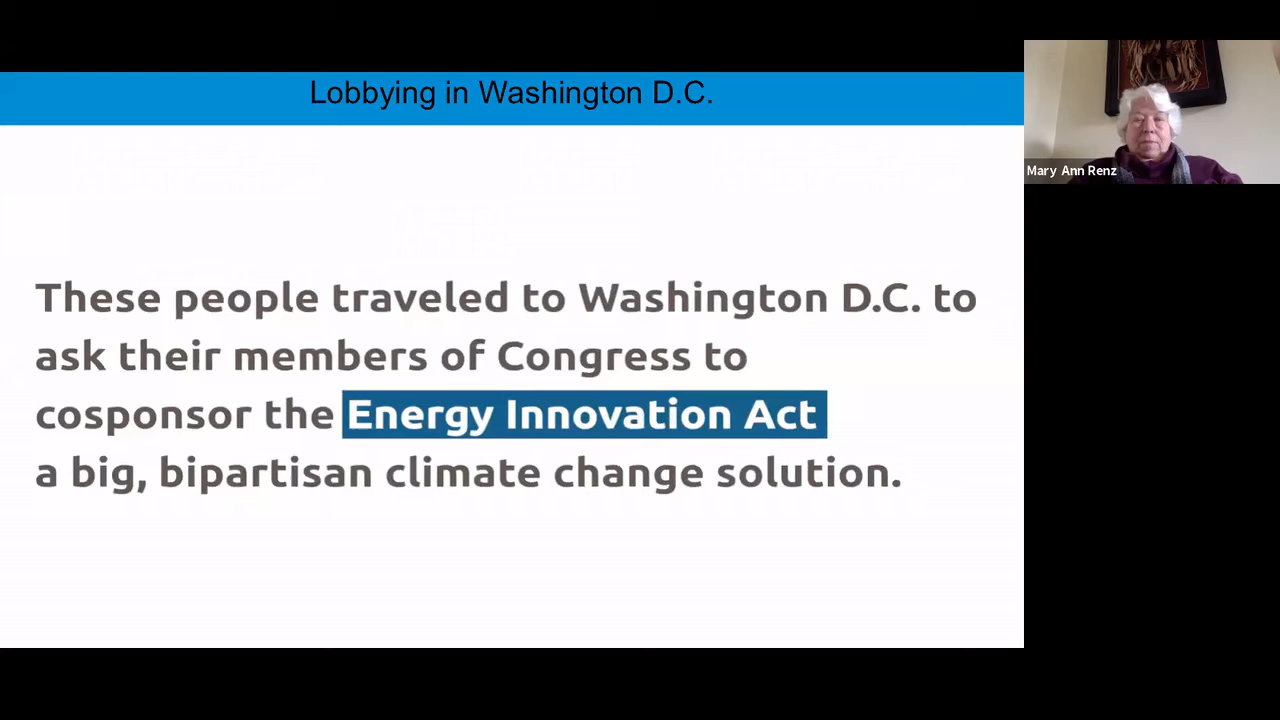 Lobbying in Washington D.C.
Mary Ann Renz
These people traveled to Washington D.C. to
ask their members of Congress to
cosponsor the Energy Innovation Act
a big, bipartisan climate change solution.